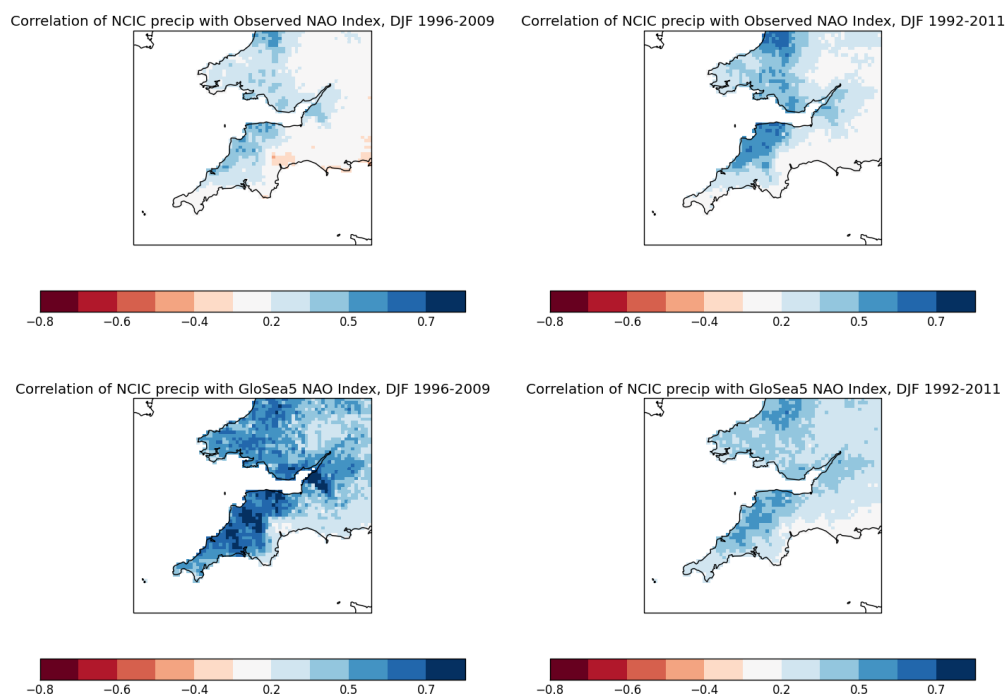 Correlation of NCIC precip with Observed NAO Index, DJF 1996-2009
Correlation of NCIC precip with Observed NAO Index, DJF 1992-2011
−0.8 −0.6 −0.4 0.2 0.5 0.7
−0.8 −0.6 −0.4 0.2 0.5 0.7
Correlation of NCIC precip with GloSea5 NAO Index, DJF 1996-2009
Correlation of NCIC precip with GloSea5 NAO Index, DJF 1992-2011
−0.8 −0.6 −0.4 0.2 0.5 0.7
−0.8 −0.6 −0.4 0.2 0.5 0.7